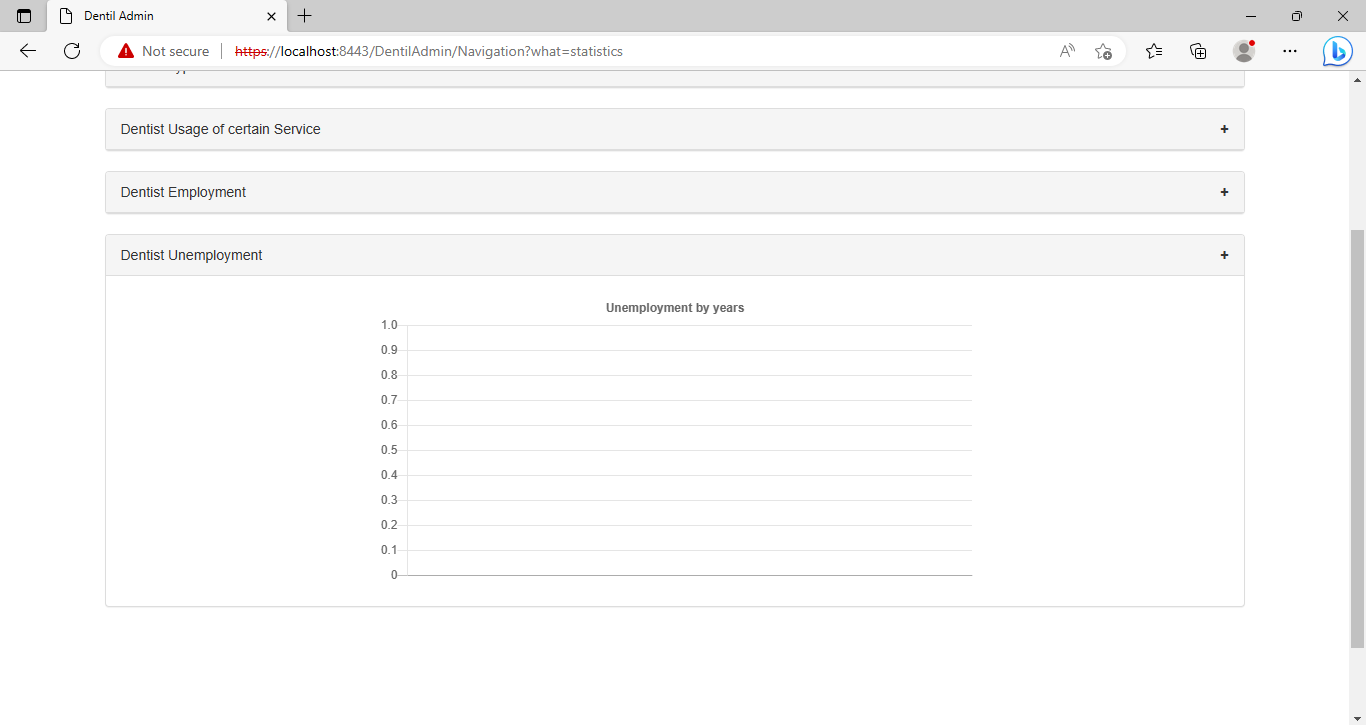 Dentil Admin
Not secure https://localhost:8443/DentilAdmin/Navigation?what=statistics
Dentist Usage of certain Service +
Dentist Employment +
Dentist Unemployment +
Unemployment by years
1.0
0.9
0.8
0.7
0.6
0.5
0.4
0.3
0.2
0.1
0